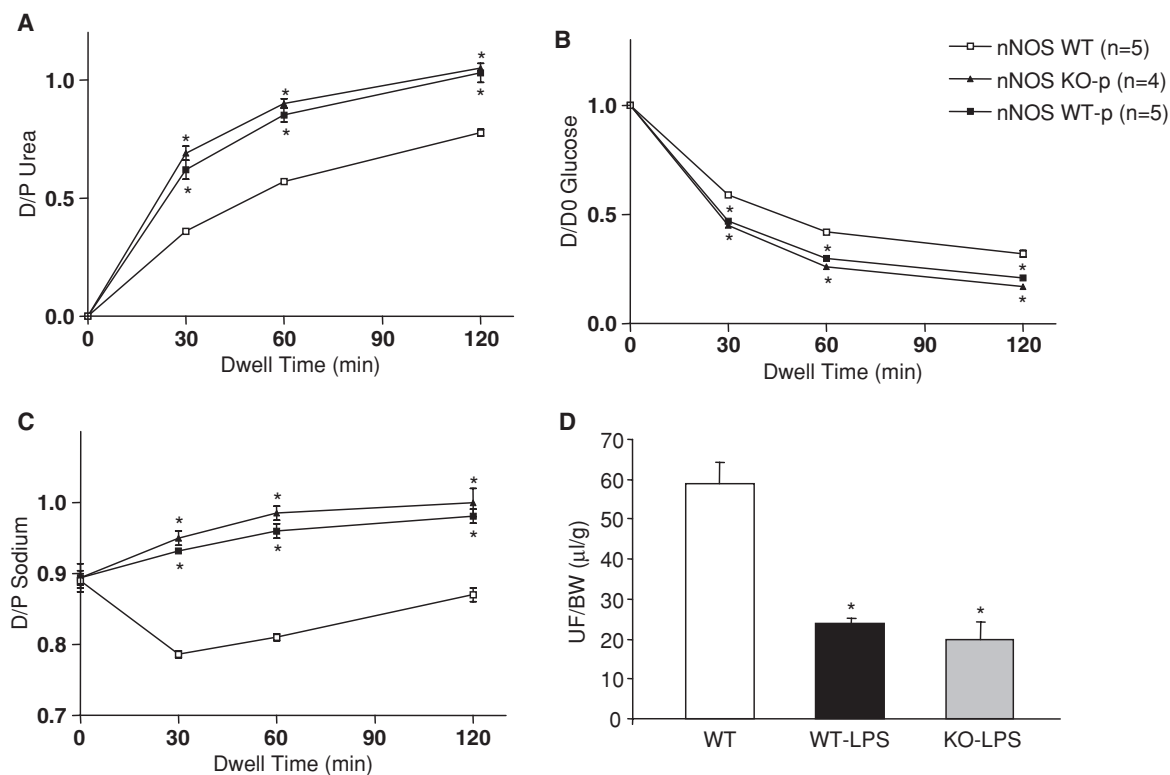 A
D/P Urea
1.0
0.5
0.0
0 30 60 90 120
Dwell Time (min)
* * *
* * *
B
D/D0 Glucose
1.0
0.5
0.0
0 30 60 90 120
Dwell Time (min)
* * *
* * *
nNOS WT (n=5)
nNOS KO-p (n=4)
nNOS WT-p (n=5)
C
D/P Sodium
1.0
0.9
0.8
0.7
0 30 60 90 120
Dwell Time (min)
* * *
* * *
D
UF/BW (µl/g)
70
60
50
40
30
20
10
0
* *
WT WT-LPS KO-LPS